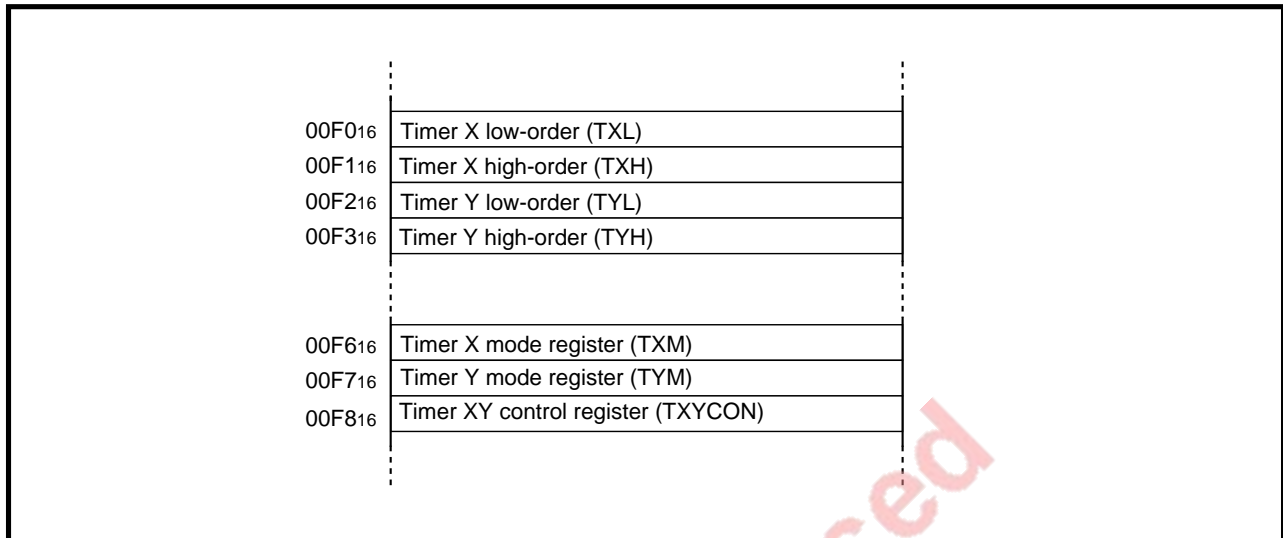 00F016 Timer X low-order (TXL)
00F116 Timer X high-order (TXH)
00F216 Timer Y low-order (TYL)
00F316 Timer Y high-order (TYH)
00F616 Timer X mode register (TXM)
00F716 Timer Y mode register (TYM)
00F816 Timer XY control register (TXYCON)